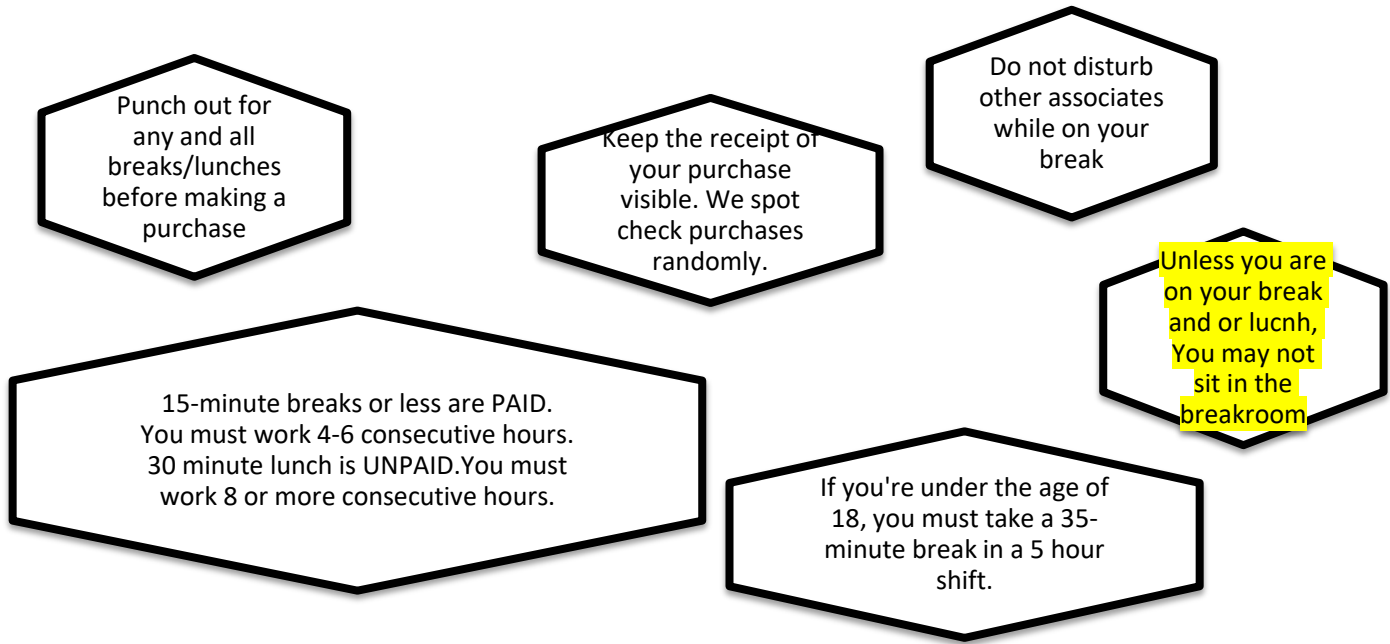 Punch out for
any and all
breaks/lunches
before making a
purchase
Keep the receipt of
your purchase
visible. We spot
check purchases
randomly.
Do not disturb
other associates
while on your
break
Unless you are
on your break
and or lucnh,
You may not
sit in the
breakroom
15-minute breaks or less are PAID.
You must work 4-6 consecutive hours.
30 minute lunch is UNPAID.You must
work 8 or more consecutive hours.
If you're under the age of
18, you must take a 35-
minute break in a 5 hour
shift.